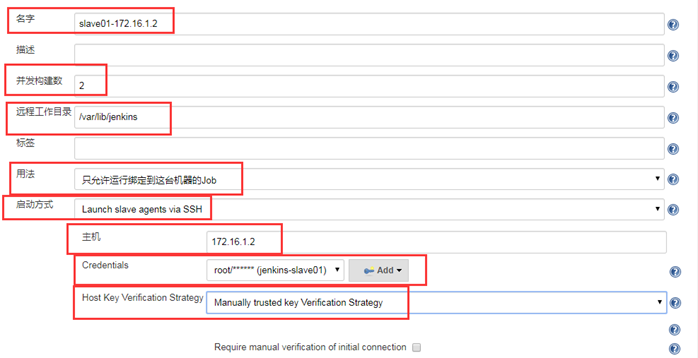 名字 slave01-172.16.1.2
描述
并发构建数 2
远程工作目录 /var/lib/jenkins
标签
用法 只允许运行绑定到这台机器的Job
启动方式 Launch slave agents via SSH
主机 172.16.1.2
Credentials root/****** (jenkins-slave01) Add
Host Key Verification Strategy Manually trusted key Verification Strategy
Require manual verification of initial connection